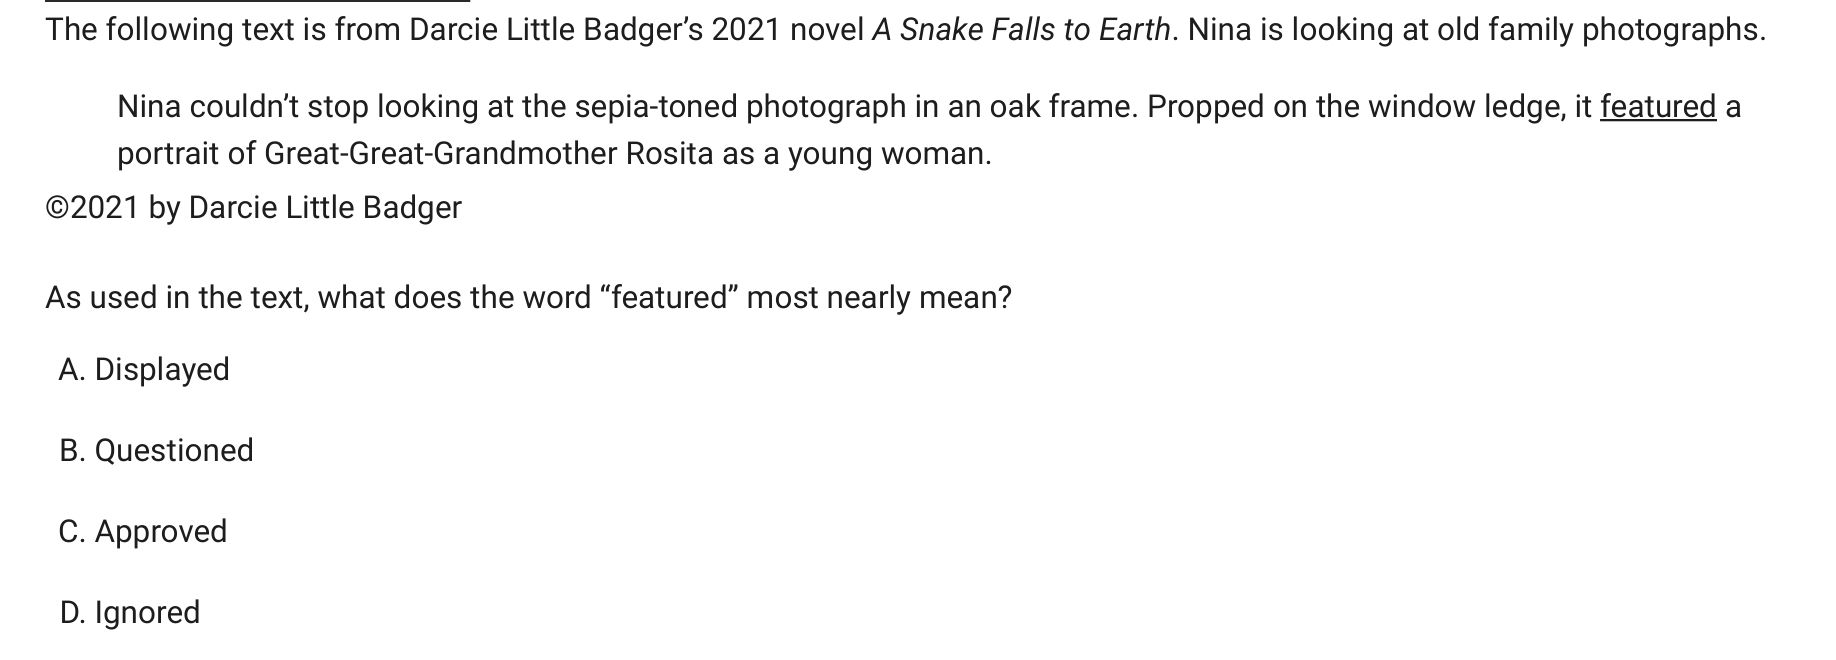 The following text is from Darcie Little Badger’s 2021 novel A Snake Falls to Earth. Nina is looking at old family photographs.
Nina couldn’t stop looking at the sepia-toned photograph in an oak frame. Propped on the window ledge, it featured a
portrait of Great-Great-Grandmother Rosita as a young woman.
©2021 by Darcie Little Badger
As used in the text, what does the word “featured” most nearly mean?
A. Displayed
B. Questioned
C. Approved
D. Ignored